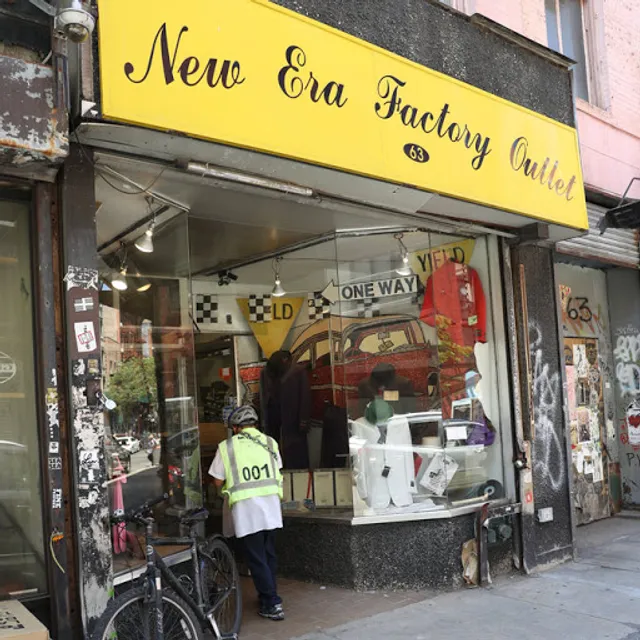 New Era Factory Outlet
63
YIELD
ONE WAY
LD
001
63